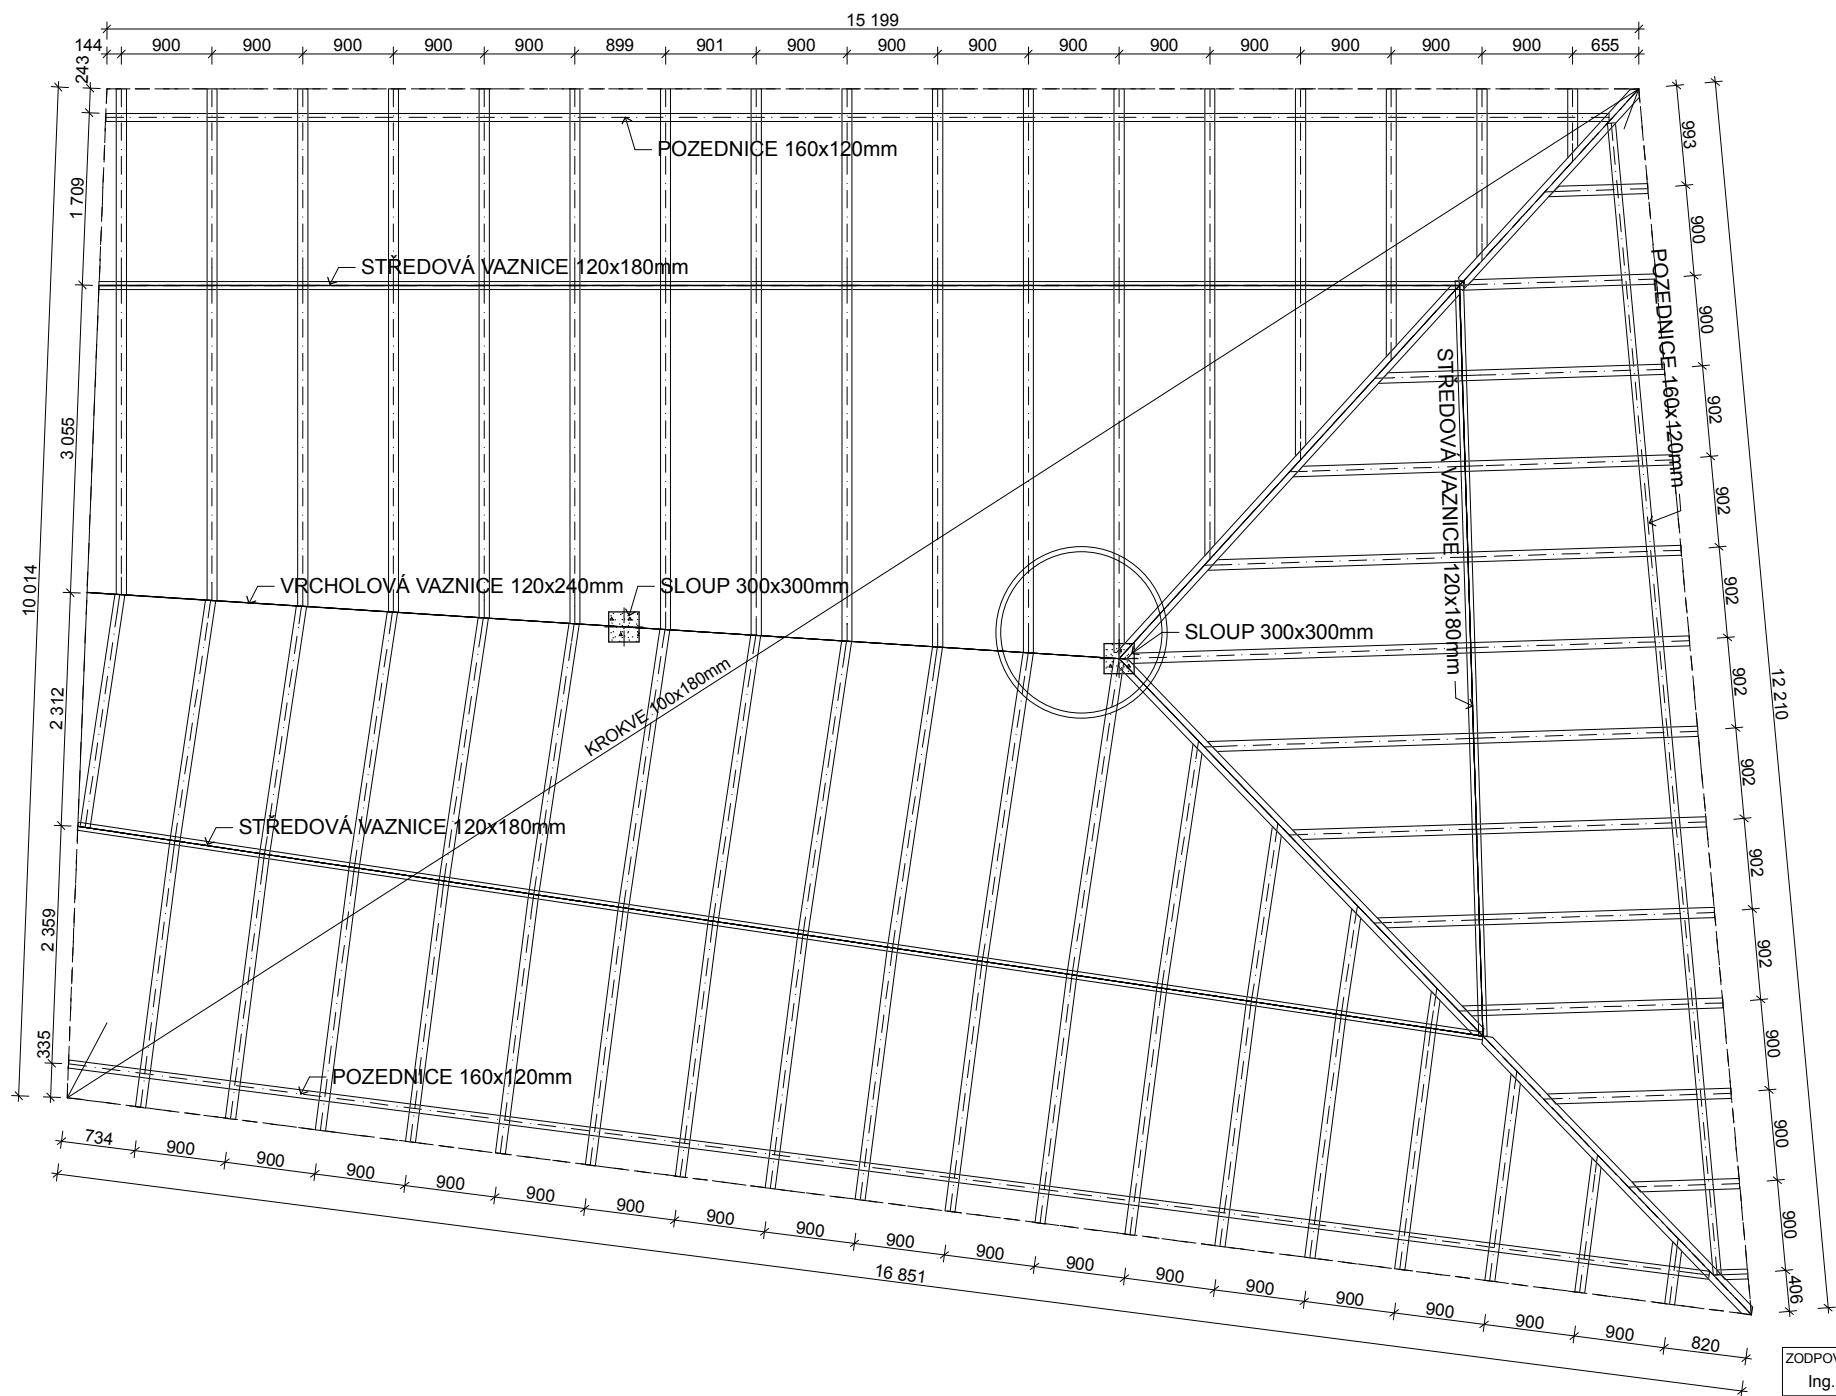 15 199
144 900 900 900 900 900 899 901 900 900 900 900 900 900 900 900 900 655
243
1 709
3 055
2 312
2 359
335
10 014
POZEDNICE 160x120mm
STŘEDOVÁ VAZNICE 120x180mm
VRCHOLOVÁ VAZNICE 120x240mm
SLOUP 300x300mm
SLOUP 300x300mm
KROKVE 100x180mm
STŘEDOVÁ VAZNICE 120x180mm
POZEDNICE 160x120mm
STŘEDOVÁ VAZNICE 120x180mm
POZEDNICE 160x120mm
993
900
900
902
902
902
902
902
902
902
900
900
900
406
12 210
734 900 900 900 900 900 900 900 900 900 900 900 900 900 900 900 900 900 820
16 851
ZODPOV
Ing.